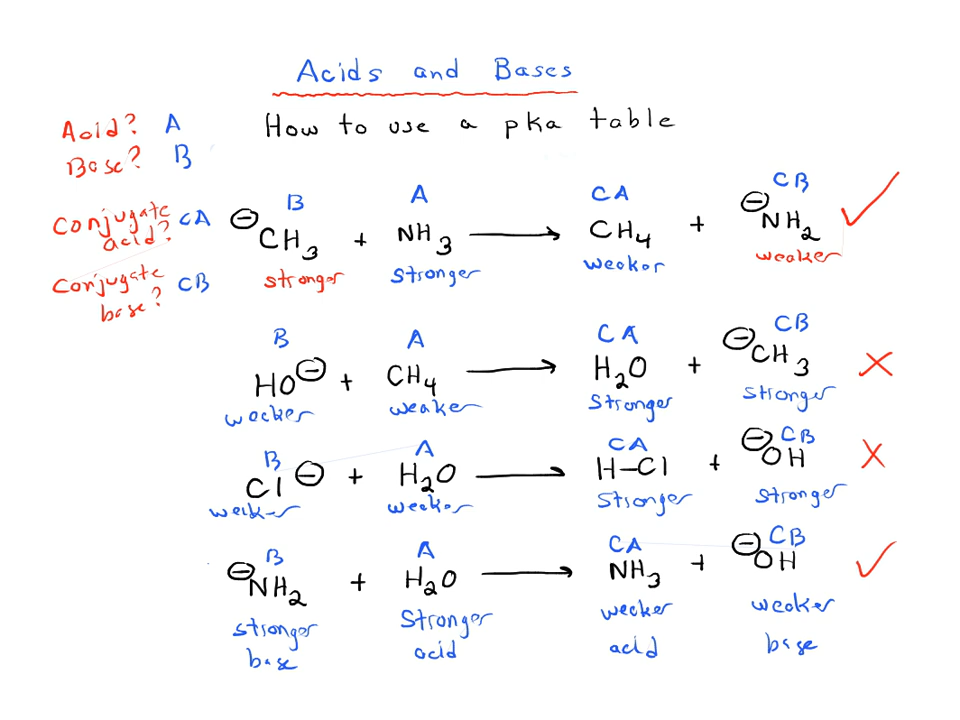 Acids and Bases
How to use a pka table
Acid? A
Base? B
Conjugate acid? CA
Conjugate base? CB
B A CA CB
⊖CH3 + NH3 → CH4 + ⊖NH2 ✓
stronger stronger weaker weaker
B A CA CB
HO⊖ + CH4 → H2O + ⊖CH3 X
weaker weaker stronger stronger
B A CA CB
Cl⊖ + H2O → H-Cl + ⊖OH X
weaker weaker stronger stronger
B A CA CB
⊖NH2 + H2O → NH3 + ⊖OH ✓
stronger stronger weaker weaker
base acid acid base